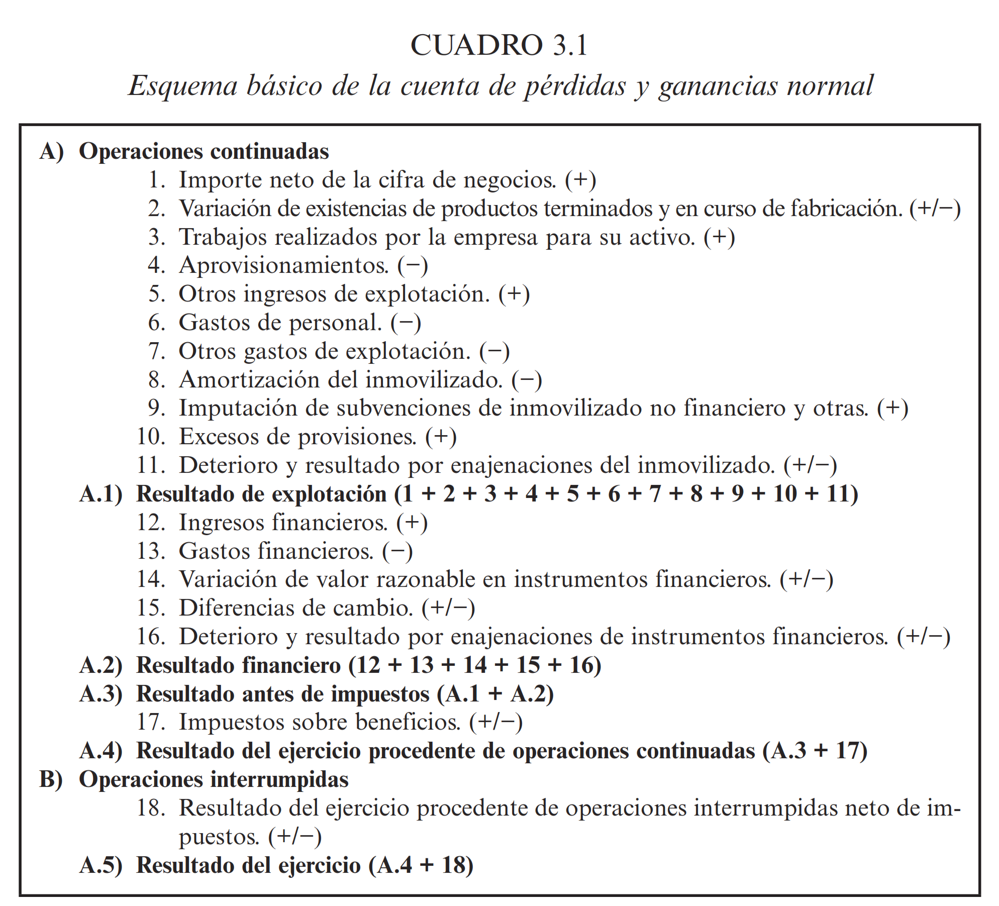 CUADRO 3.1
Esquema básico de la cuenta de pérdidas y ganancias normal
A) Operaciones continuadas
1. Importe neto de la cifra de negocios. (+)
2. Variación de existencias de productos terminados y en curso de fabricación. (+/−)
3. Trabajos realizados por la empresa para su activo. (+)
4. Aprovisionamientos. (−)
5. Otros ingresos de explotación. (+)
6. Gastos de personal. (−)
7. Otros gastos de explotación. (−)
8. Amortización del inmovilizado. (−)
9. Imputación de subvenciones de inmovilizado no financiero y otras. (+)
10. Excesos de provisiones. (+)
11. Deterioro y resultado por enajenaciones del inmovilizado. (+/−)
A.1) Resultado de explotación (1 + 2 + 3 + 4 + 5 + 6 + 7 + 8 + 9 + 10 + 11)
12. Ingresos financieros. (+)
13. Gastos financieros. (−)
14. Variación de valor razonable en instrumentos financieros. (+/−)
15. Diferencias de cambio. (+/−)
16. Deterioro y resultado por enajenaciones de instrumentos financieros. (+/−)
A.2) Resultado financiero (12 + 13 + 14 + 15 + 16)
A.3) Resultado antes de impuestos (A.1 + A.2)
17. Impuestos sobre beneficios. (+/−)
A.4) Resultado del ejercicio procedente de operaciones continuadas (A.3 + 17)
B) Operaciones interrumpidas
18. Resultado del ejercicio procedente de operaciones interrumpidas neto de im-
puestos. (+/−)
A.5) Resultado del ejercicio (A.4 + 18)